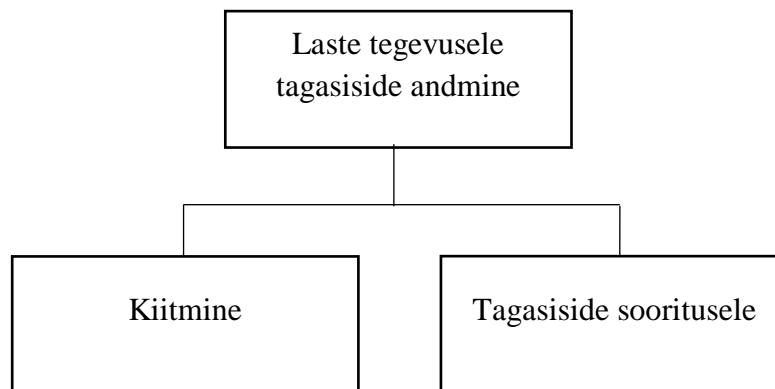 Laste tegevusele
tagasiside andmine
Kiitmine
Tagasiside sooritusele